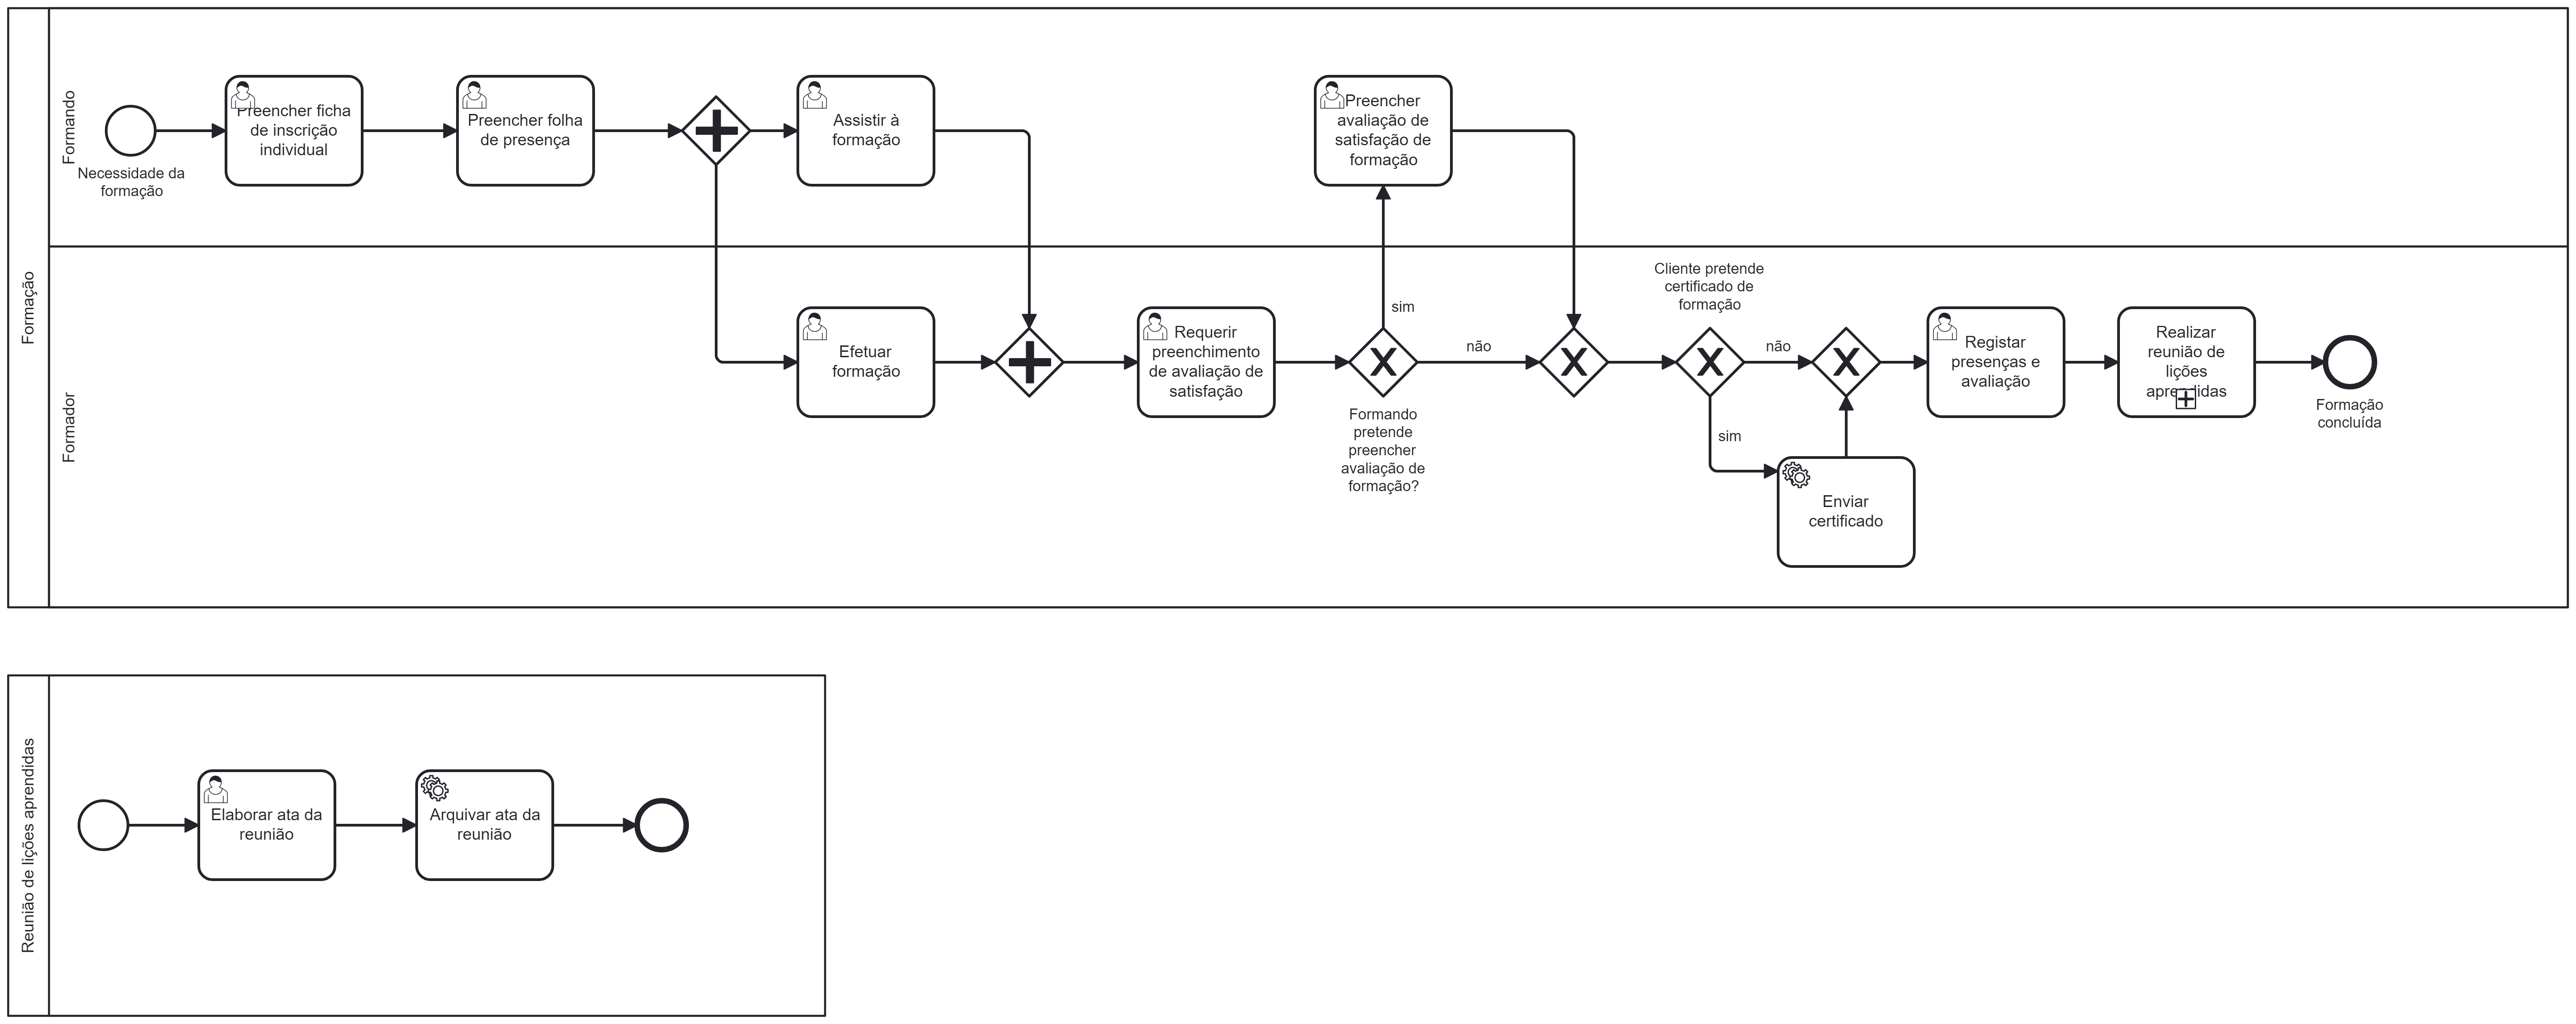 Formação
Formando
Necessidade da
formação
Preencher ficha
de inscrição
individual
Preencher folha
de presença
Assistir à
formação
Preencher
avaliação de
satisfação de
formação
Formador
Efetuar
formação
Requerir
preenchimento
de avaliação de
satisfação
sim
Formando
pretende
preencher
avaliação de
formação?
não
Cliente pretende
certificado de
formação
não
sim
Enviar
certificado
Registar
presenças e
avaliação
Realizar
reunião de
lições
aprendidas
Formação
concluída
Reunião de lições aprendidas
Elaborar ata da
reunião
Arquivar ata da
reunião